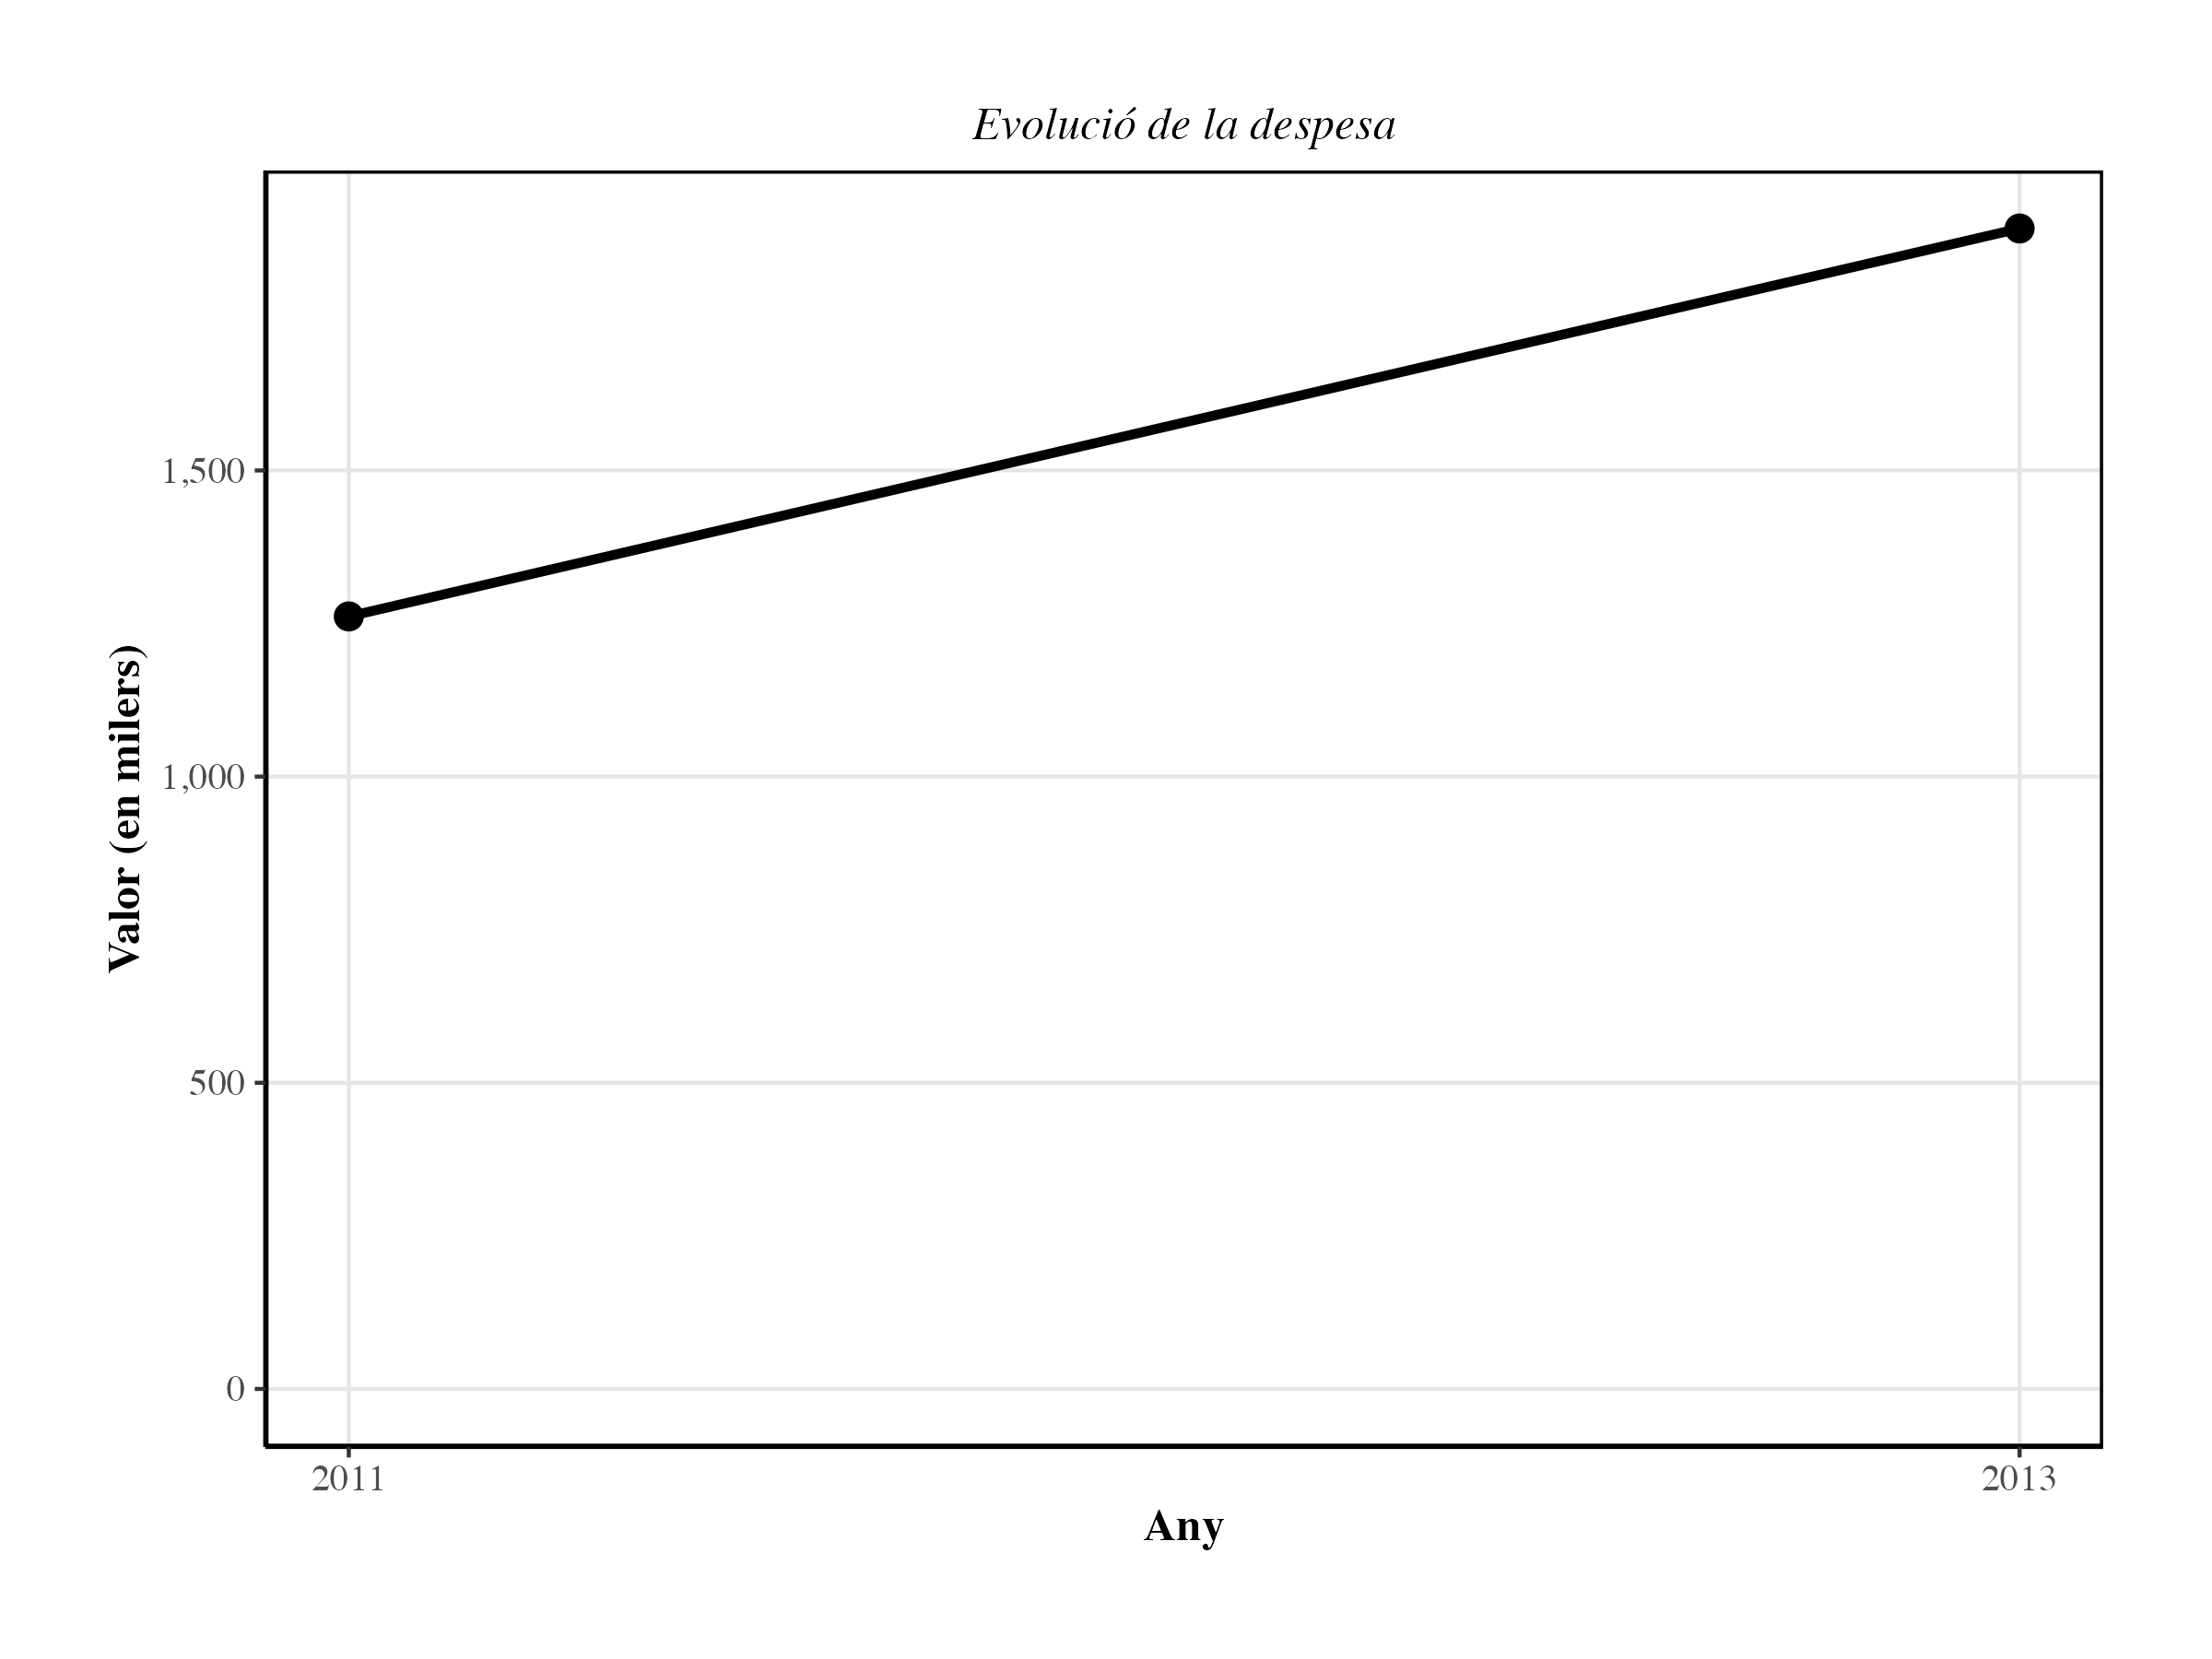 Evolució de la despesa
Valor (en milers)
1,500
1,000
500
0
2011
2013
Any